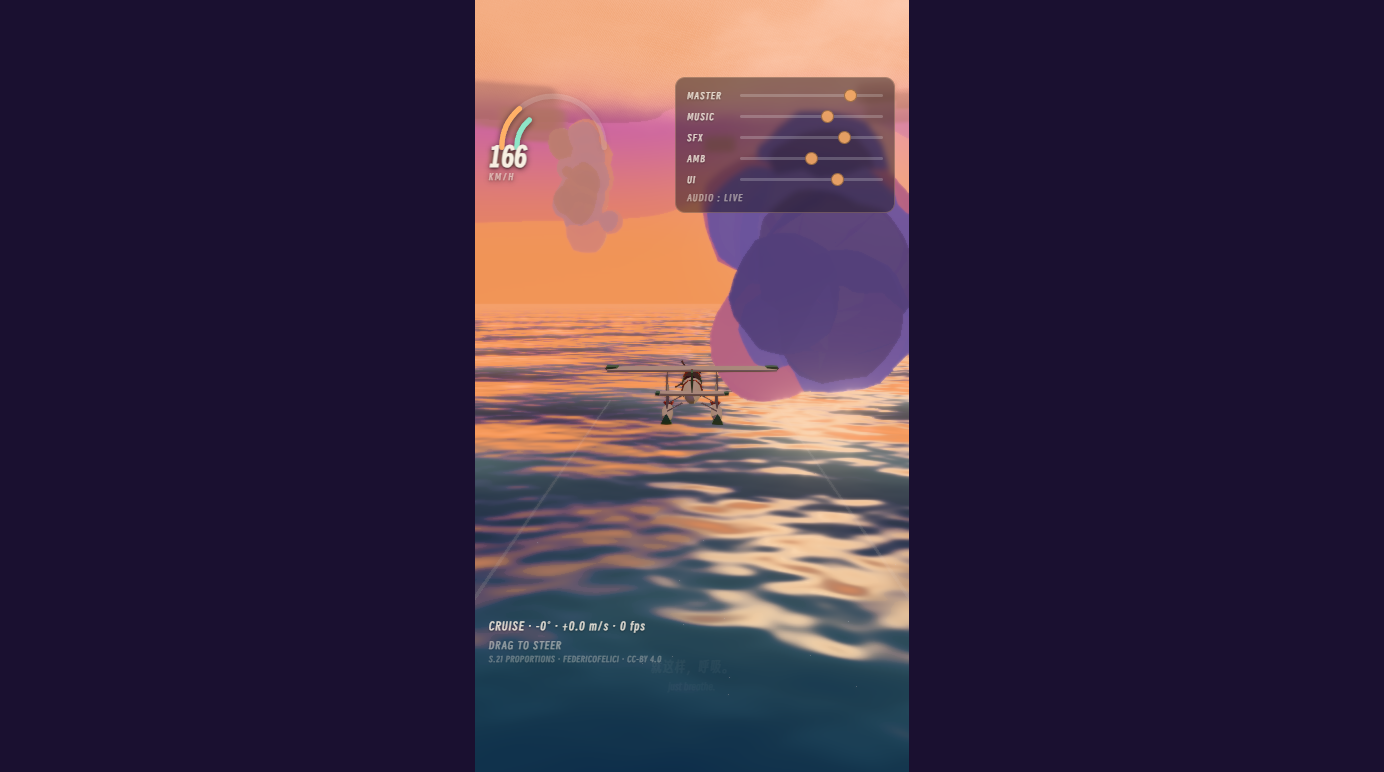 MASTER
MUSIC
SFX
AMB
UI
AUDIO : LIVE
166
KM/H
CRUISE · -0° · +0.0 m/s · 0 fps
DRAG TO STEER
S.21 PROPORTIONS · FEDERICOFELICI · CC-BY 4.0